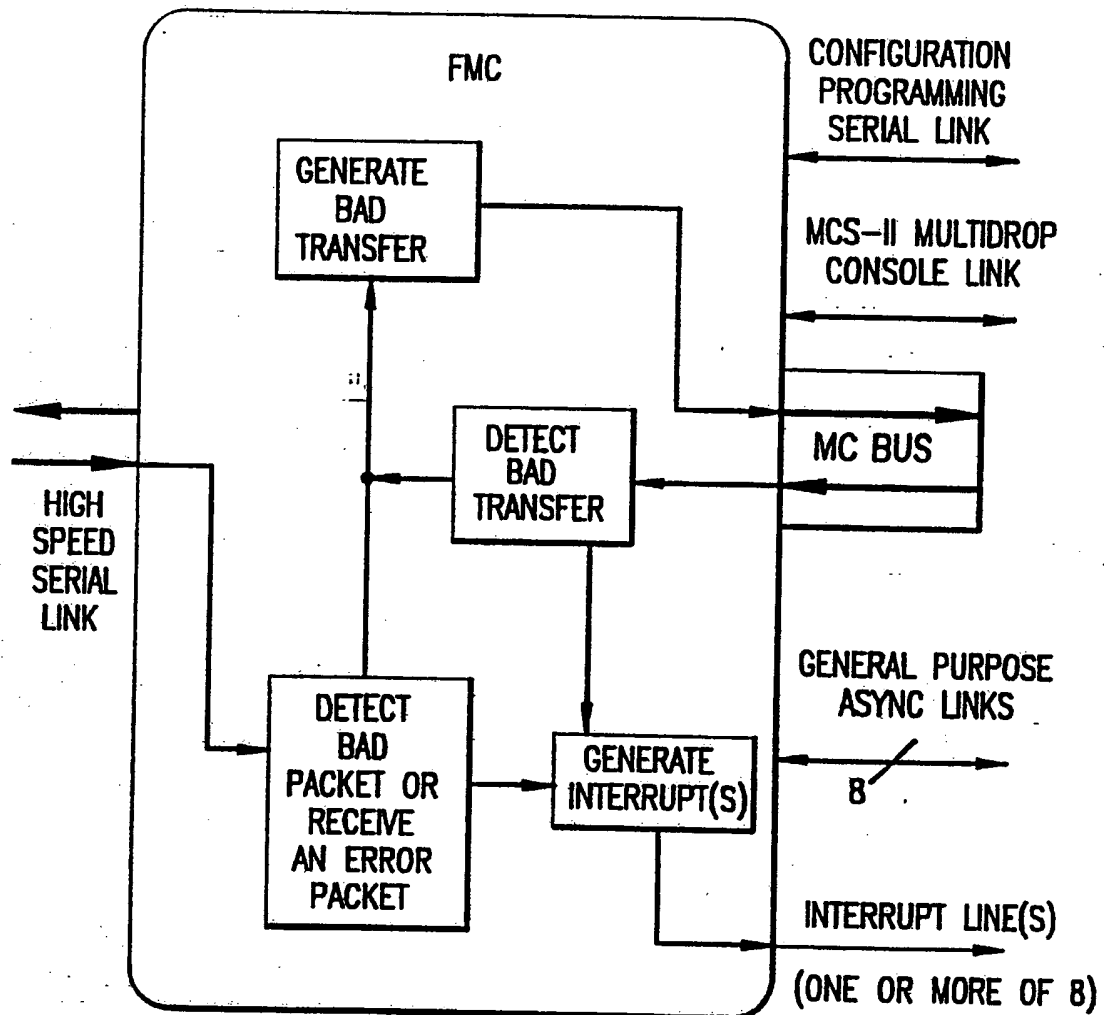 FMC
CONFIGURATION
PROGRAMMING
SERIAL LINK
GENERATE
BAD
TRANSFER
MCS-II MULTIDROP
CONSOLE LINK
DETECT
BAD
TRANSFER
MC BUS
HIGH
SPEED
SERIAL
LINK
DETECT
BAD
PACKET OR
RECEIVE
AN ERROR
PACKET
GENERATE
INTERRUPT(S)
GENERAL PURPOSE
ASYNC LINKS
8
INTERRUPT LINE(S)
(ONE OR MORE OF 8)